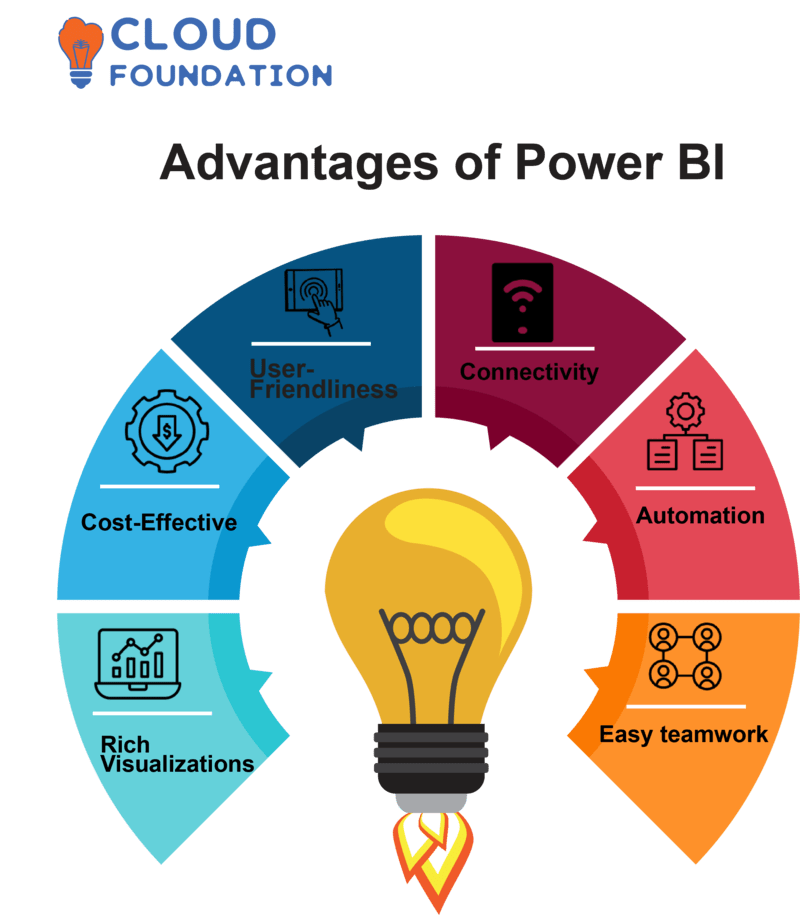 CLOUD
FOUNDATION
Advantages of Power BI
User-
Friendliness
Connectivity
$
Cost-Effective
Automation
Rich
Visualizations
Easy teamwork